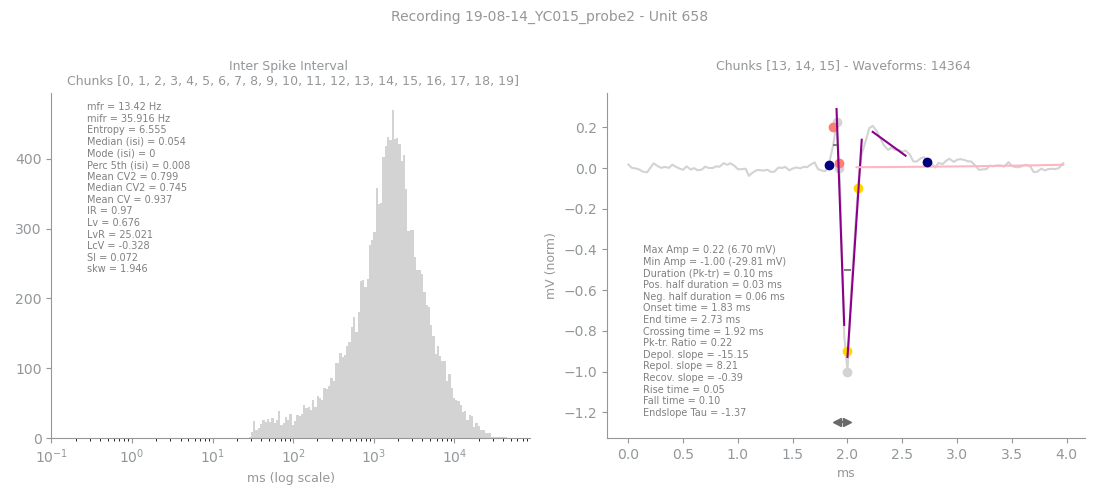 Recording 19-08-14_YC015_probe2 - Unit 658
Inter Spike Interval
Chunks [0, 1, 2, 3, 4, 5, 6, 7, 8, 9, 10, 11, 12, 13, 14, 15, 16, 17, 18, 19]
mfr = 13.42 Hz
mifr = 35.916 Hz
Entropy = 6.555
Median (isi) = 0.054
Mode (isi) = 0
Perc 5th (isi) = 0.008
Mean CV2 = 0.799
Median CV2 = 0.745
Mean CV = 0.937
IR = 0.97
Lv = 0.676
LvR = 25.021
LcV = -0.328
SI = 0.072
skw = 1.946
400
300
200
100
0
10⁻¹ 10⁰ 10¹ 10² 10³ 10⁴
ms (log scale)
Chunks [13, 14, 15] - Waveforms: 14364
mV (norm)
0.2
0.0
−0.2
−0.4
−0.6
−0.8
−1.0
−1.2
Max Amp = 0.22 (6.70 mV)
Min Amp = -1.00 (-29.81 mV)
Duration (Pk-tr) = 0.10 ms
Pos. half duration = 0.03 ms
Neg. half duration = 0.06 ms
Onset time = 1.83 ms
End time = 2.73 ms
Crossing time = 1.92 ms
Pk-tr. Ratio = 0.22
Depol. slope = -15.15
Repol. slope = 8.21
Recov. slope = -0.39
Rise time = 0.05
Fall time = 0.10
Endslope Tau = -1.37
0.0 0.5 1.0 1.5 2.0 2.5 3.0 3.5 4.0
ms